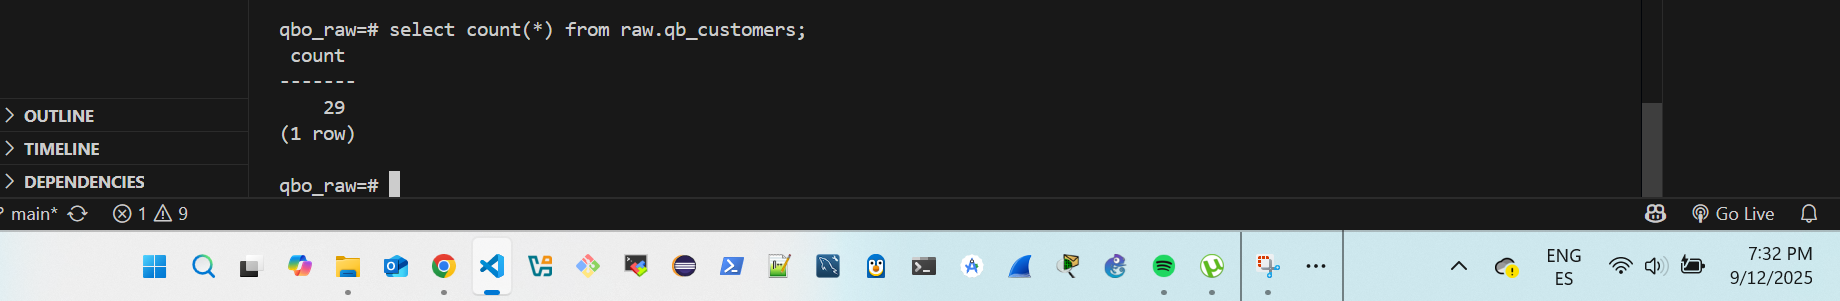 qbo_raw=# select count(*) from raw.qb_customers;
count
-------
29
(1 row)
OUTLINE
TIMELINE
DEPENDENCIES
qbo_raw=#
main* 1 9 Go Live
ENG
ES
7:32 PM
9/12/2025